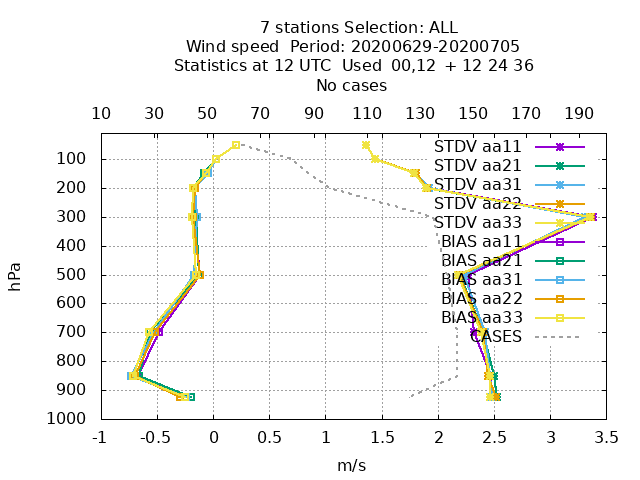 7 stations Selection: ALL
Wind speed  Period: 20200629-20200705
Statistics at 12 UTC  Used  00,12  + 12 24 36
No cases
10 30 50 70 90 110 130 150 170 190
STDV aa11
STDV aa21
STDV aa31
STDV aa22
STDV aa33
BIAS aa11
BIAS aa21
BIAS aa31
BIAS aa22
BIAS aa33
CASES
hPa
100
200
300
400
500
600
700
800
900
1000
-1 -0.5 0 0.5 1 1.5 2 2.5 3 3.5
m/s